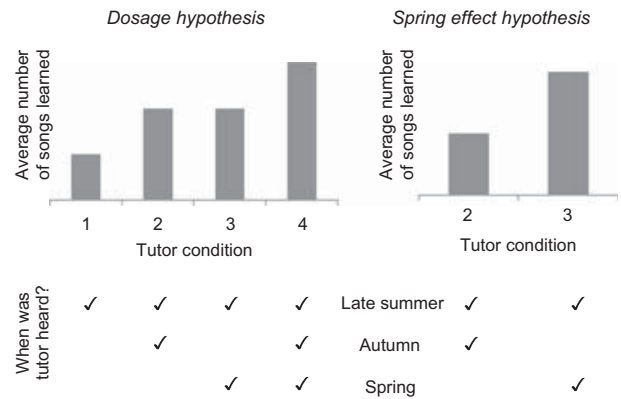 Dosage hypothesis
Spring effect hypothesis
Average number
of songs learned
1 2 3 4
Tutor condition
Average number
of songs learned
2 3
Tutor condition
When was
tutor heard?
✓ ✓ ✓ ✓ Late summer ✓ ✓
✓ ✓ Autumn ✓
✓ ✓ Spring ✓